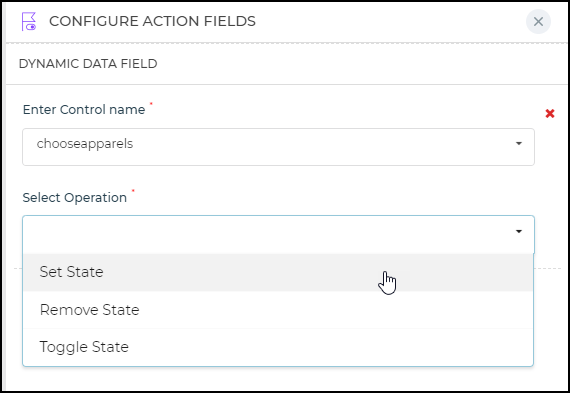 CONFIGURE ACTION FIELDS
DYNAMIC DATA FIELD
Enter Control name *
chooseapparels
Select Operation *
Set State
Remove State
Toggle State